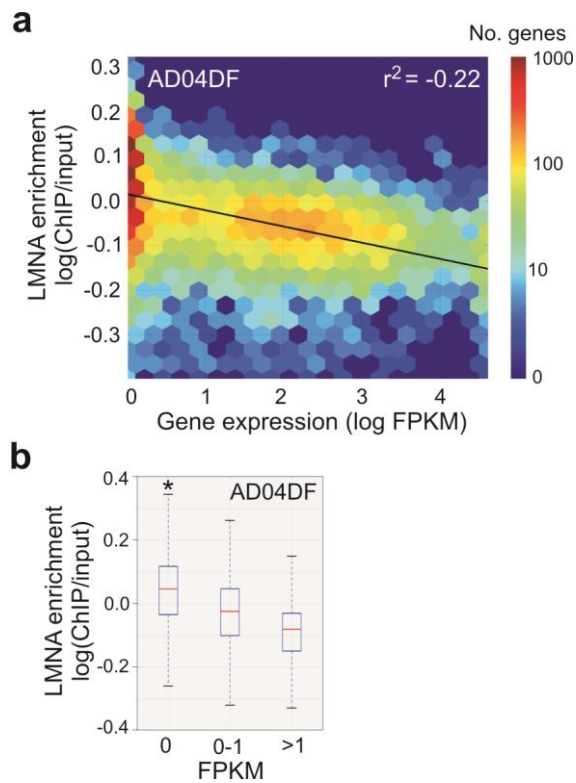 a
No. genes
AD04DF
r² = -0.22
LMNA enrichment
log(ChIP/input)
0.3
0.2
0.1
0.0
-0.1
-0.2
-0.3
1000
100
10
0
0 1 2 3 4
Gene expression (log FPKM)
b
AD04DF
*
LMNA enrichment
log(ChIP/input)
0.4
0.2
0.0
-0.2
-0.4
0 0-1 >1
FPKM